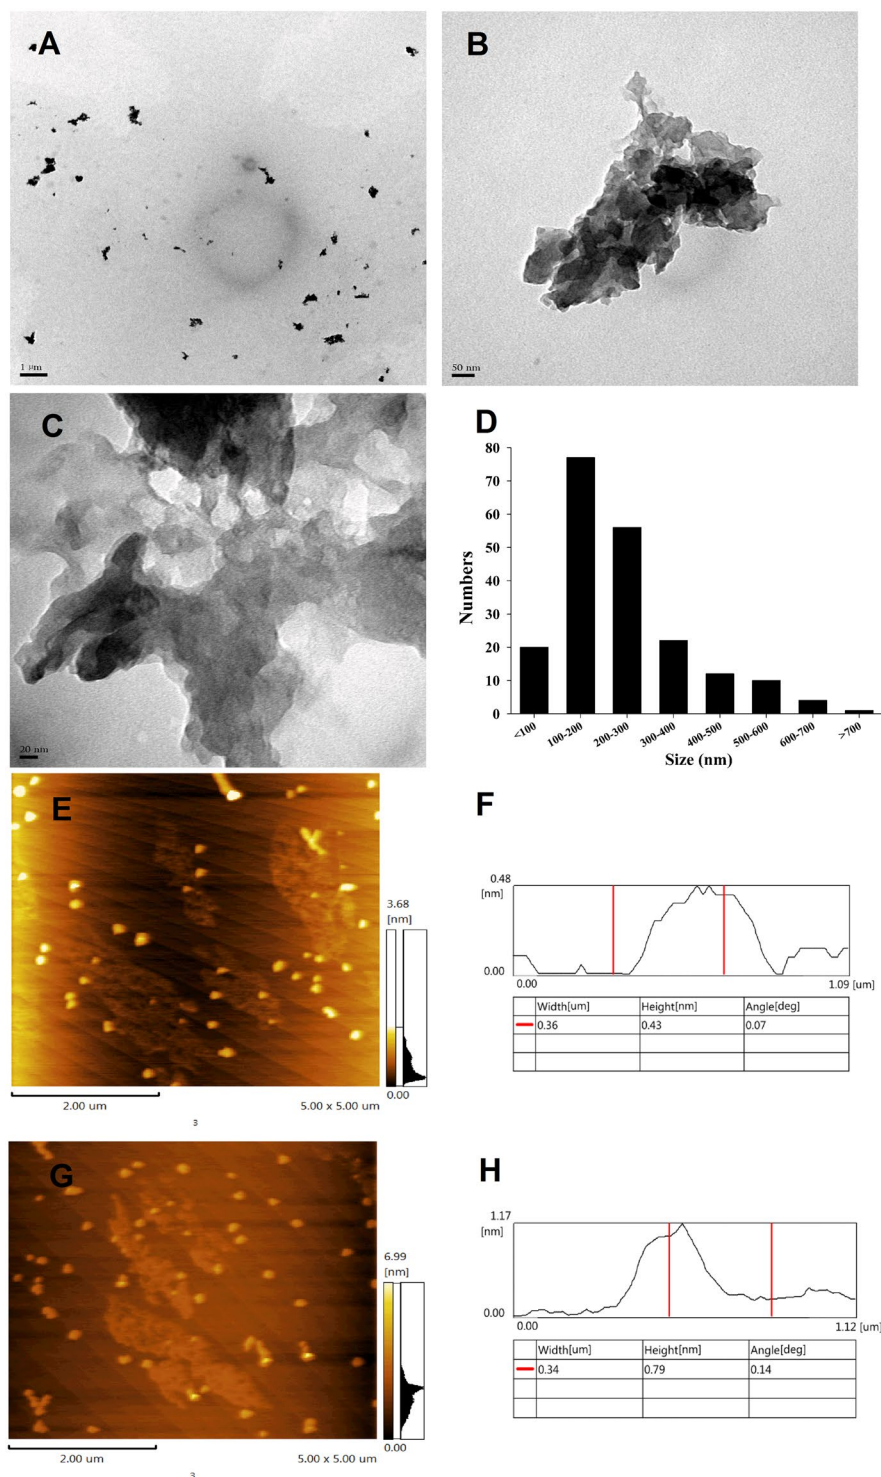 A
1 μm
B
50 nm
C
20 nm
D
80
70
60
50
40
30
20
10
0
Numbers
<100
100-200
200-300
300-400
400-500
500-600
600-700
>700
Size (nm)
E
3.68
[nm]
0.00
2.00 um
5.00 x 5.00 um
3
F
0.48
[nm]
0.00
0.00
1.09 [um]
Width[um] Height[nm] Angle[deg]
0.36 0.43 0.07
G
6.99
[nm]
0.00
2.00 um
5.00 x 5.00 um
3
H
1.17
[nm]
0.00
0.00
1.12 [um]
Width[um] Height[nm] Angle[deg]
0.34 0.79 0.14